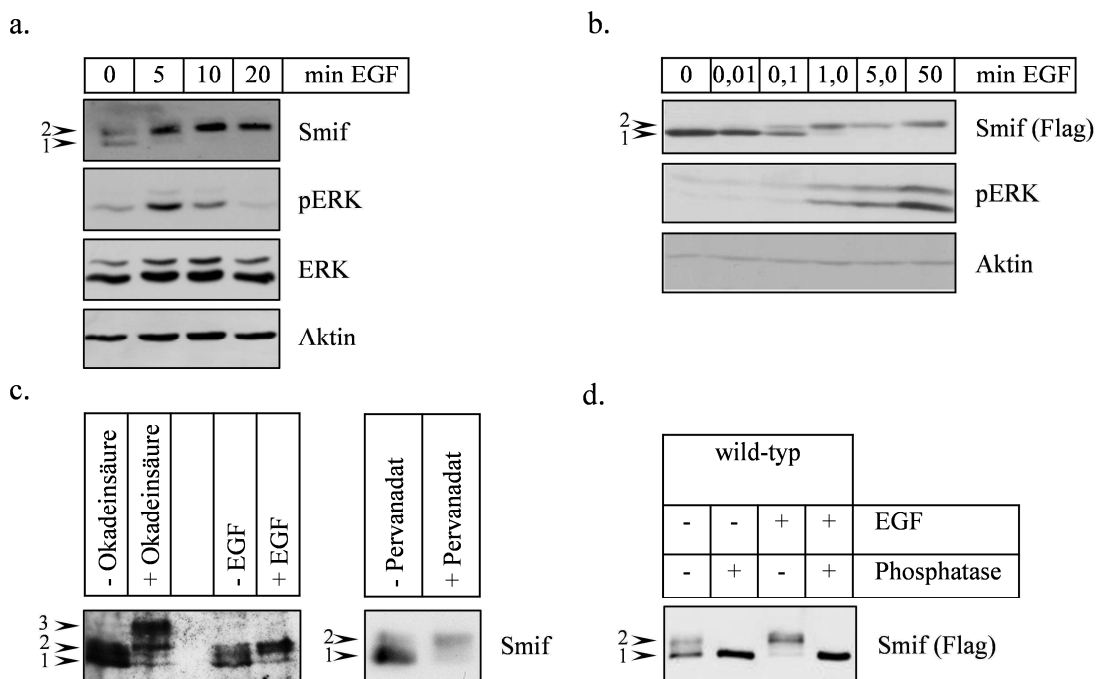 a.
0 5 10 20 min EGF
2 Smif
1
pERK
ERK
Aktin
b.
0 0,01 0,1 1,0 5,0 50 min EGF
2 Smif (Flag)
1
pERK
Aktin
c.
- Okadeinsäure
+ Okadeinsäure
- EGF
+ EGF
3
2
1
- Pervanadat
+ Pervanadat
2 Smif
1
d.
wild-typ
- - + + EGF
- + - + Phosphatase
2 Smif (Flag)
1